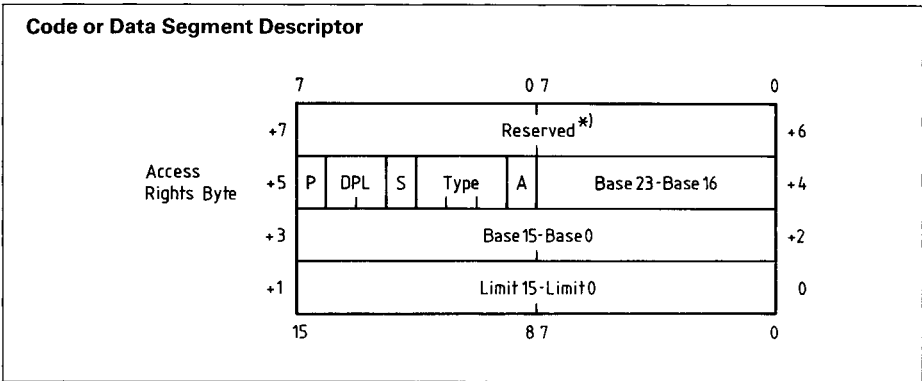 Code or Data Segment Descriptor
7 0 7 0
+7 Reserved*) +6
Access
Rights Byte +5 P DPL S Type A Base 23-Base 16 +4
+3 Base 15-Base 0 +2
+1 Limit 15-Limit 0 0
15 8 7 0